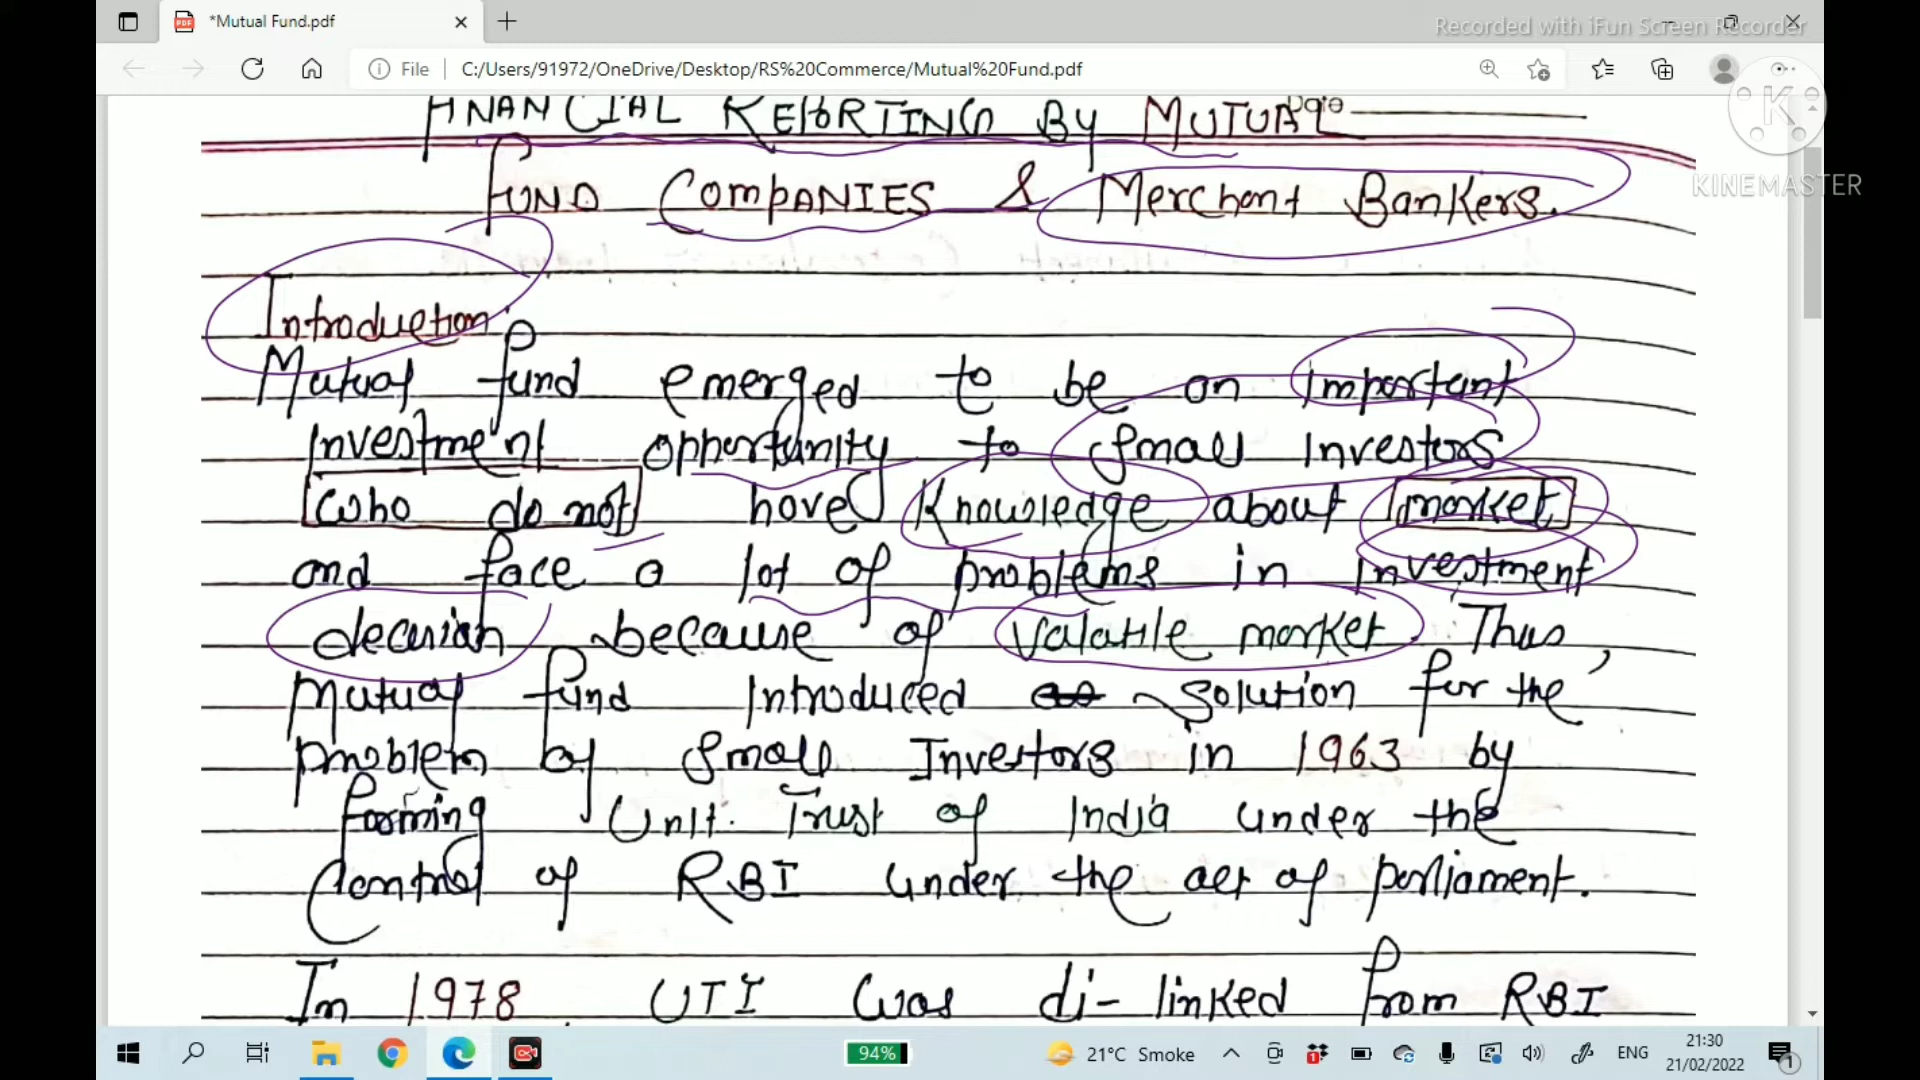 *Mutual Fund.pdf
Recorded with iFun Screen Recorder
File C:/Users/91972/OneDrive/Desktop/RS%20Commerce/Mutual%20Fund.pdf
Date
FINANCIAL REPORTING By MUTUAL
KINEMASTER
FUND COMPANIES & Merchant Bankers.
Introduction:
Mutual fund emerged to be an important
investment opportunity to small investors
who do not have knowledge about market,
and face a lot of problems in investment
decision because of valatile market. Thus,
mutual fund introduced solution for the
problem of small Investors in 1963 by
forming Unit Trust of India under the
Control of RBI under the act of parliament.
In 1978, UTI was di-linked from RBI
94% 21°C Smoke ENG 21:30
21/02/2022